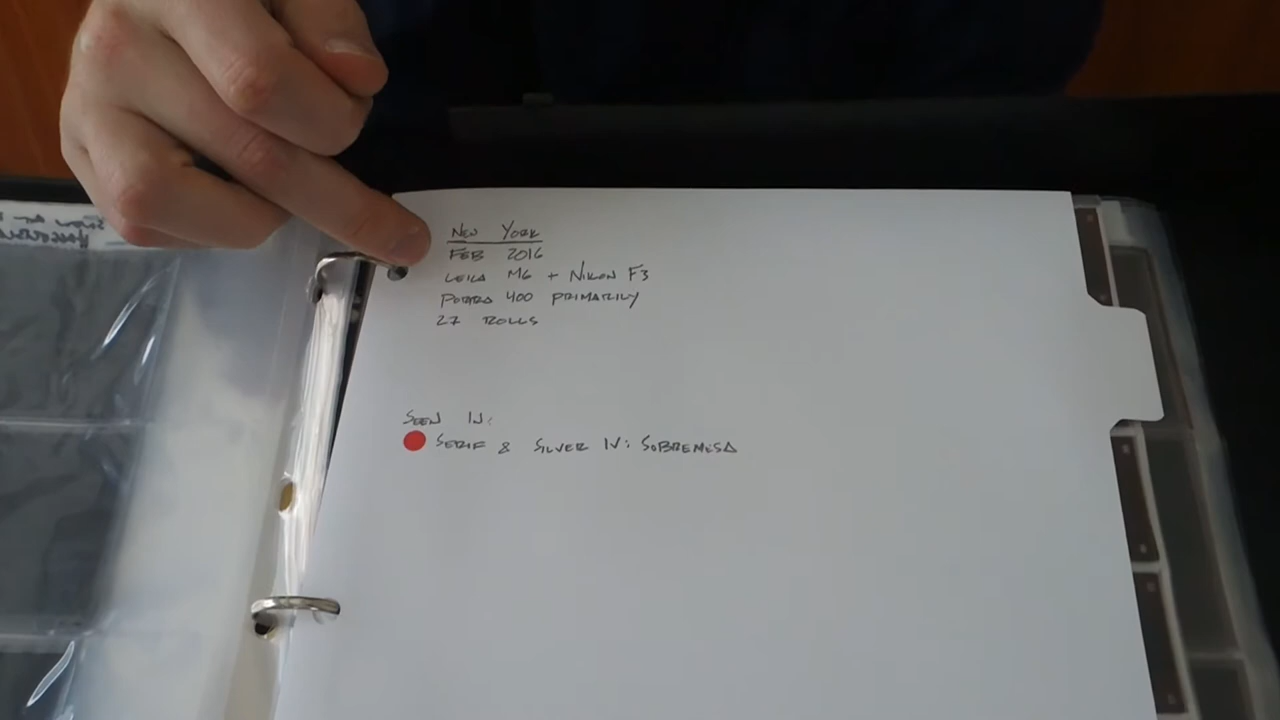 NEW YORK
FEB 2016
LEICA M6 + NIKON F3
PORTRA 400 PRIMARILY
27 ROLLS
SEEN IN:
SERIF & SILVER IV: SOBREMESA